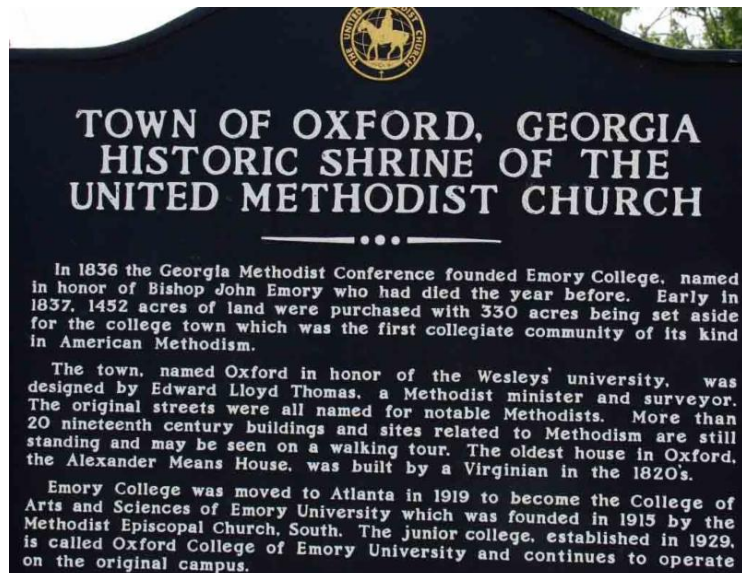 THE UNITED METHODIST CHURCH
TOWN OF OXFORD, GEORGIA
HISTORIC SHRINE OF THE
UNITED METHODIST CHURCH
In 1836 the Georgia Methodist Conference founded Emory College, named
in honor of Bishop John Emory who had died the year before. Early in
1837, 1452 acres of land were purchased with 330 acres being set aside
for the college town which was the first collegiate community of its kind
in American Methodism.
The town, named Oxford in honor of the Wesleys' university, was
designed by Edward Lloyd Thomas, a Methodist minister and surveyor.
The original streets were all named for notable Methodists. More than
20 nineteenth century buildings and sites related to Methodism are still
standing and may be seen on a walking tour. The oldest house in Oxford,
the Alexander Means House, was built by a Virginian in the 1820's.
Emory College was moved to Atlanta in 1919 to become the College of
Arts and Sciences of Emory University which was founded in 1915 by the
Methodist Episcopal Church, South. The junior college, established in 1929,
is called Oxford College of Emory University and continues to operate
on the original campus.